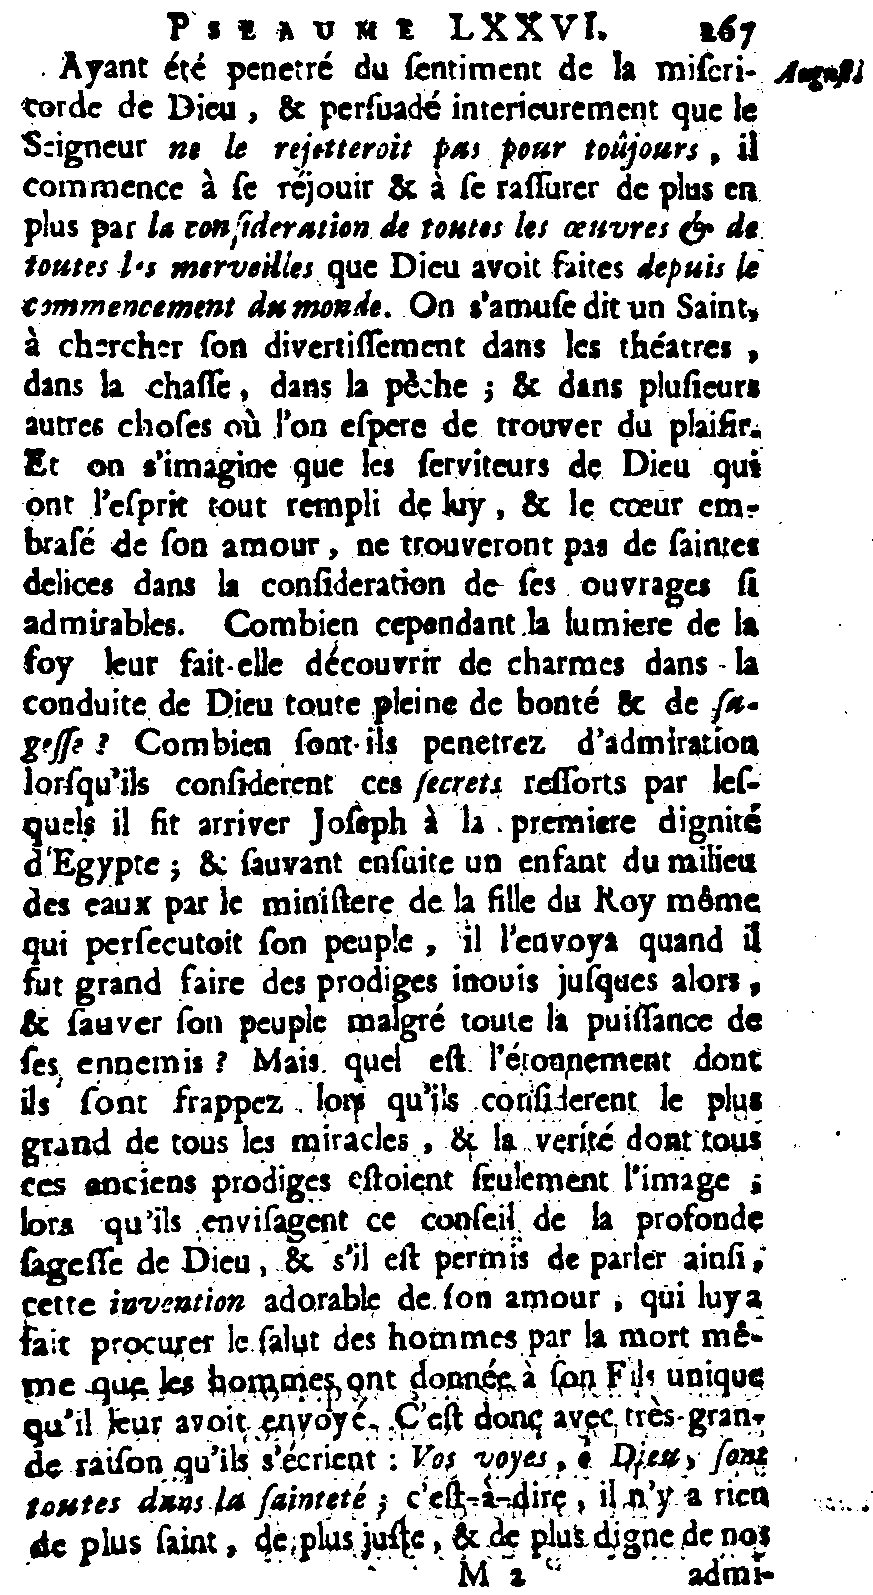 PSEAUME LXXVI. 267
Ayant été penetré du ſentiment de la miſeri- Auguſt
corde de Dieu, & perſuadé interieurement que le
Seigneur ne le rejetteroit pas pour toûjours, il
commence à ſe réjouir & à ſe raſſurer de plus en
plus par la conſideration de toutes les œuvres & de
toutes les merveilles que Dieu avoit faites depuis le
commencement du monde. On s'amuſe dit un Saint,
à chercher ſon divertiſſement dans les théatres,
dans la chaſſe, dans la pêche ; & dans pluſieurs
autres choſes où l'on eſpere de trouver du plaiſir.
Et on s'imagine que les ſerviteurs de Dieu qui
ont l'eſprit tout rempli de luy, & le cœur em-
braſé de ſon amour, ne trouveront pas de ſaintes
delices dans la conſideration de ſes ouvrages ſi
admirables. Combien cependant la lumiere de la
foy leur fait-elle découvrir de charmes dans la
conduite de Dieu toute pleine de bonté & de ſa-
geſſe ? Combien ſont-ils penetrez d'admiration
lorſqu'ils conſiderent ces ſecrets reſſorts par leſ-
quels il fit arriver Joſeph à la premiere dignité
d'Egypte ; & ſauvant enſuite un enfant du milieu
des eaux par le miniſtere de la fille du Roy même
qui perſecutoit ſon peuple, il l'envoya quand il
fut grand faire des prodiges inouis juſques alors,
& ſauver ſon peuple malgré toute la puiſſance de
ſes ennemis ? Mais quel eſt l'étonnement dont
ils ſont frappez lors qu'ils conſiderent le plus
grand de tous les miracles, & la verité dont tous
ces anciens prodiges eſtoient ſeulement l'image ;
lors qu'ils enviſagent ce conſeil de la profonde
ſageſſe de Dieu, & s'il eſt permis de parler ainſi,
cette invention adorable de ſon amour, qui luy a
fait procurer le ſalut des hommes par la mort mê-
me que les hommes ont donnée à ſon Fils unique
qu'il leur avoit envoyé. C'eſt donc avec très-gran-
de raiſon qu'ils s'écrient : Vos voyes, ô Dieu, ſont
toutes dans la ſainteté ; c'eſt-à-dire, il n'y a rien
de plus ſaint, de plus juſte, & de plus digne de nos
M 2 admi-